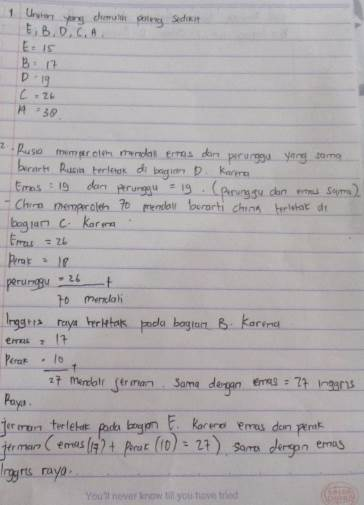 1. Urutan yang dimulai paling sedikit
E, B, D, C, A.
E = 15
B = 17
D = 19
C = 26
A = 38
2. Rusia memperoleh mendali emas dan perunggu yang sama
berarti Russia terletak di bagian D. Karena
Emas = 19 dan perunggu = 19. (perunggu dan emas sama)
- China memperoleh 70 mendali berarti china terletak di
bagian C. Karena
Emas = 26
Perak = 18
perunggu = 26 +
70 mendali
Inggris raya terletak pada bagian B. Karena
emas = 17
Perak = 10 +
27 mendali jerman. Sama dengan emas = 27 inggris
Raya.
jerman terletak pada bagian E. Karena emas dan perak
jerman (emas (17) + perak (10) = 27) sama dengan emas
Inggris raya.
You'll never know till you have tried